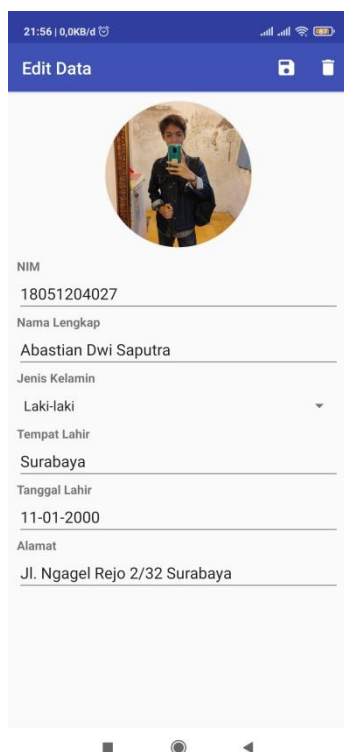 21:56 | 0,0KB/d
Edit Data
NIM
18051204027
Nama Lengkap
Abastian Dwi Saputra
Jenis Kelamin
Laki-laki
Tempat Lahir
Surabaya
Tanggal Lahir
11-01-2000
Alamat
Jl. Ngagel Rejo 2/32 Surabaya